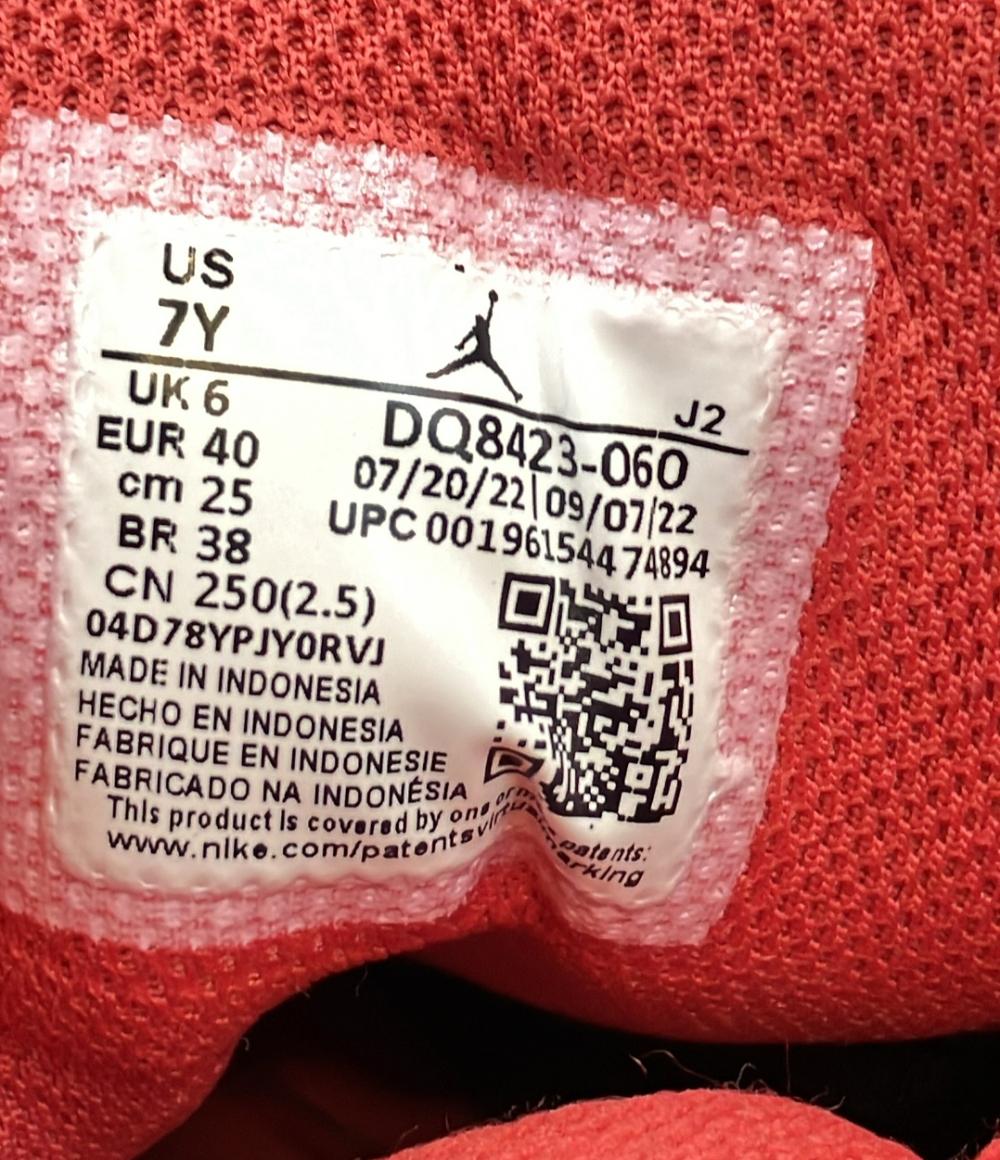 US
7Y
J2
UK 6
EUR 40
cm 25
BR 38
CN 250(2.5)
DQ8423-060
07/20/22|09/07/22
UPC 00196154474894
04D78YPJY0RVJ
MADE IN INDONESIA
HECHO EN INDONESIA
FABRIQUE EN INDONESIE
FABRICADO NA INDONÉSIA
This product is covered by one or patents:
www.nike.com/patents